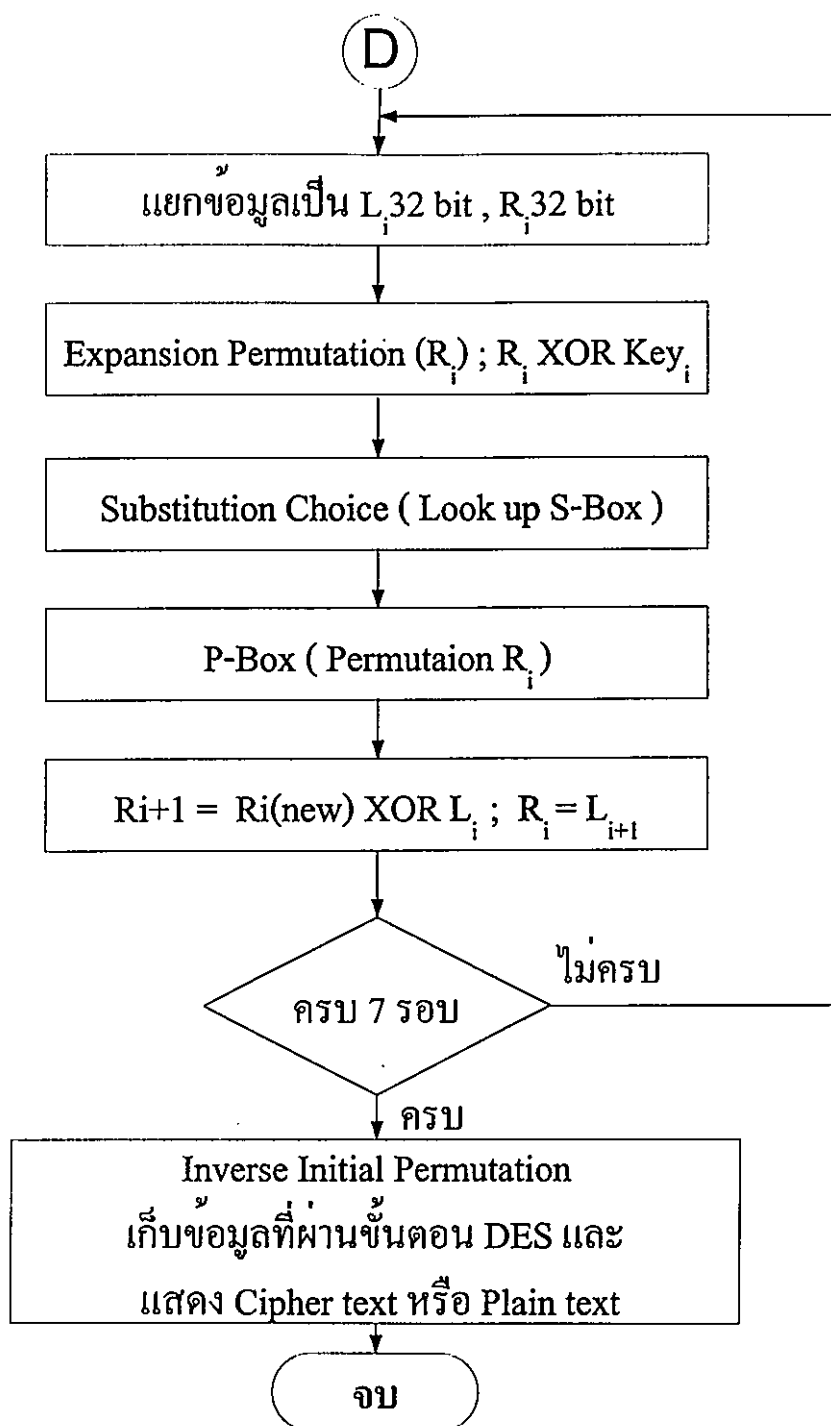 D
แยกข้อมูลเป็น Lᵢ32 bit , Rᵢ32 bit
Expansion Permutation (Rᵢ) ; Rᵢ XOR Keyᵢ
Substitution Choice ( Look up S-Box )
P-Box ( Permutaion Rᵢ )
Ri+1 = Ri(new) XOR Lᵢ ; Rᵢ = Lᵢ₊₁
ไม่ครบ
ครบ 7 รอบ
ครบ
Inverse Initial Permutation
เก็บข้อมูลที่ผ่านขั้นตอน DES และ
แสดง Cipher text หรือ Plain text
จบ